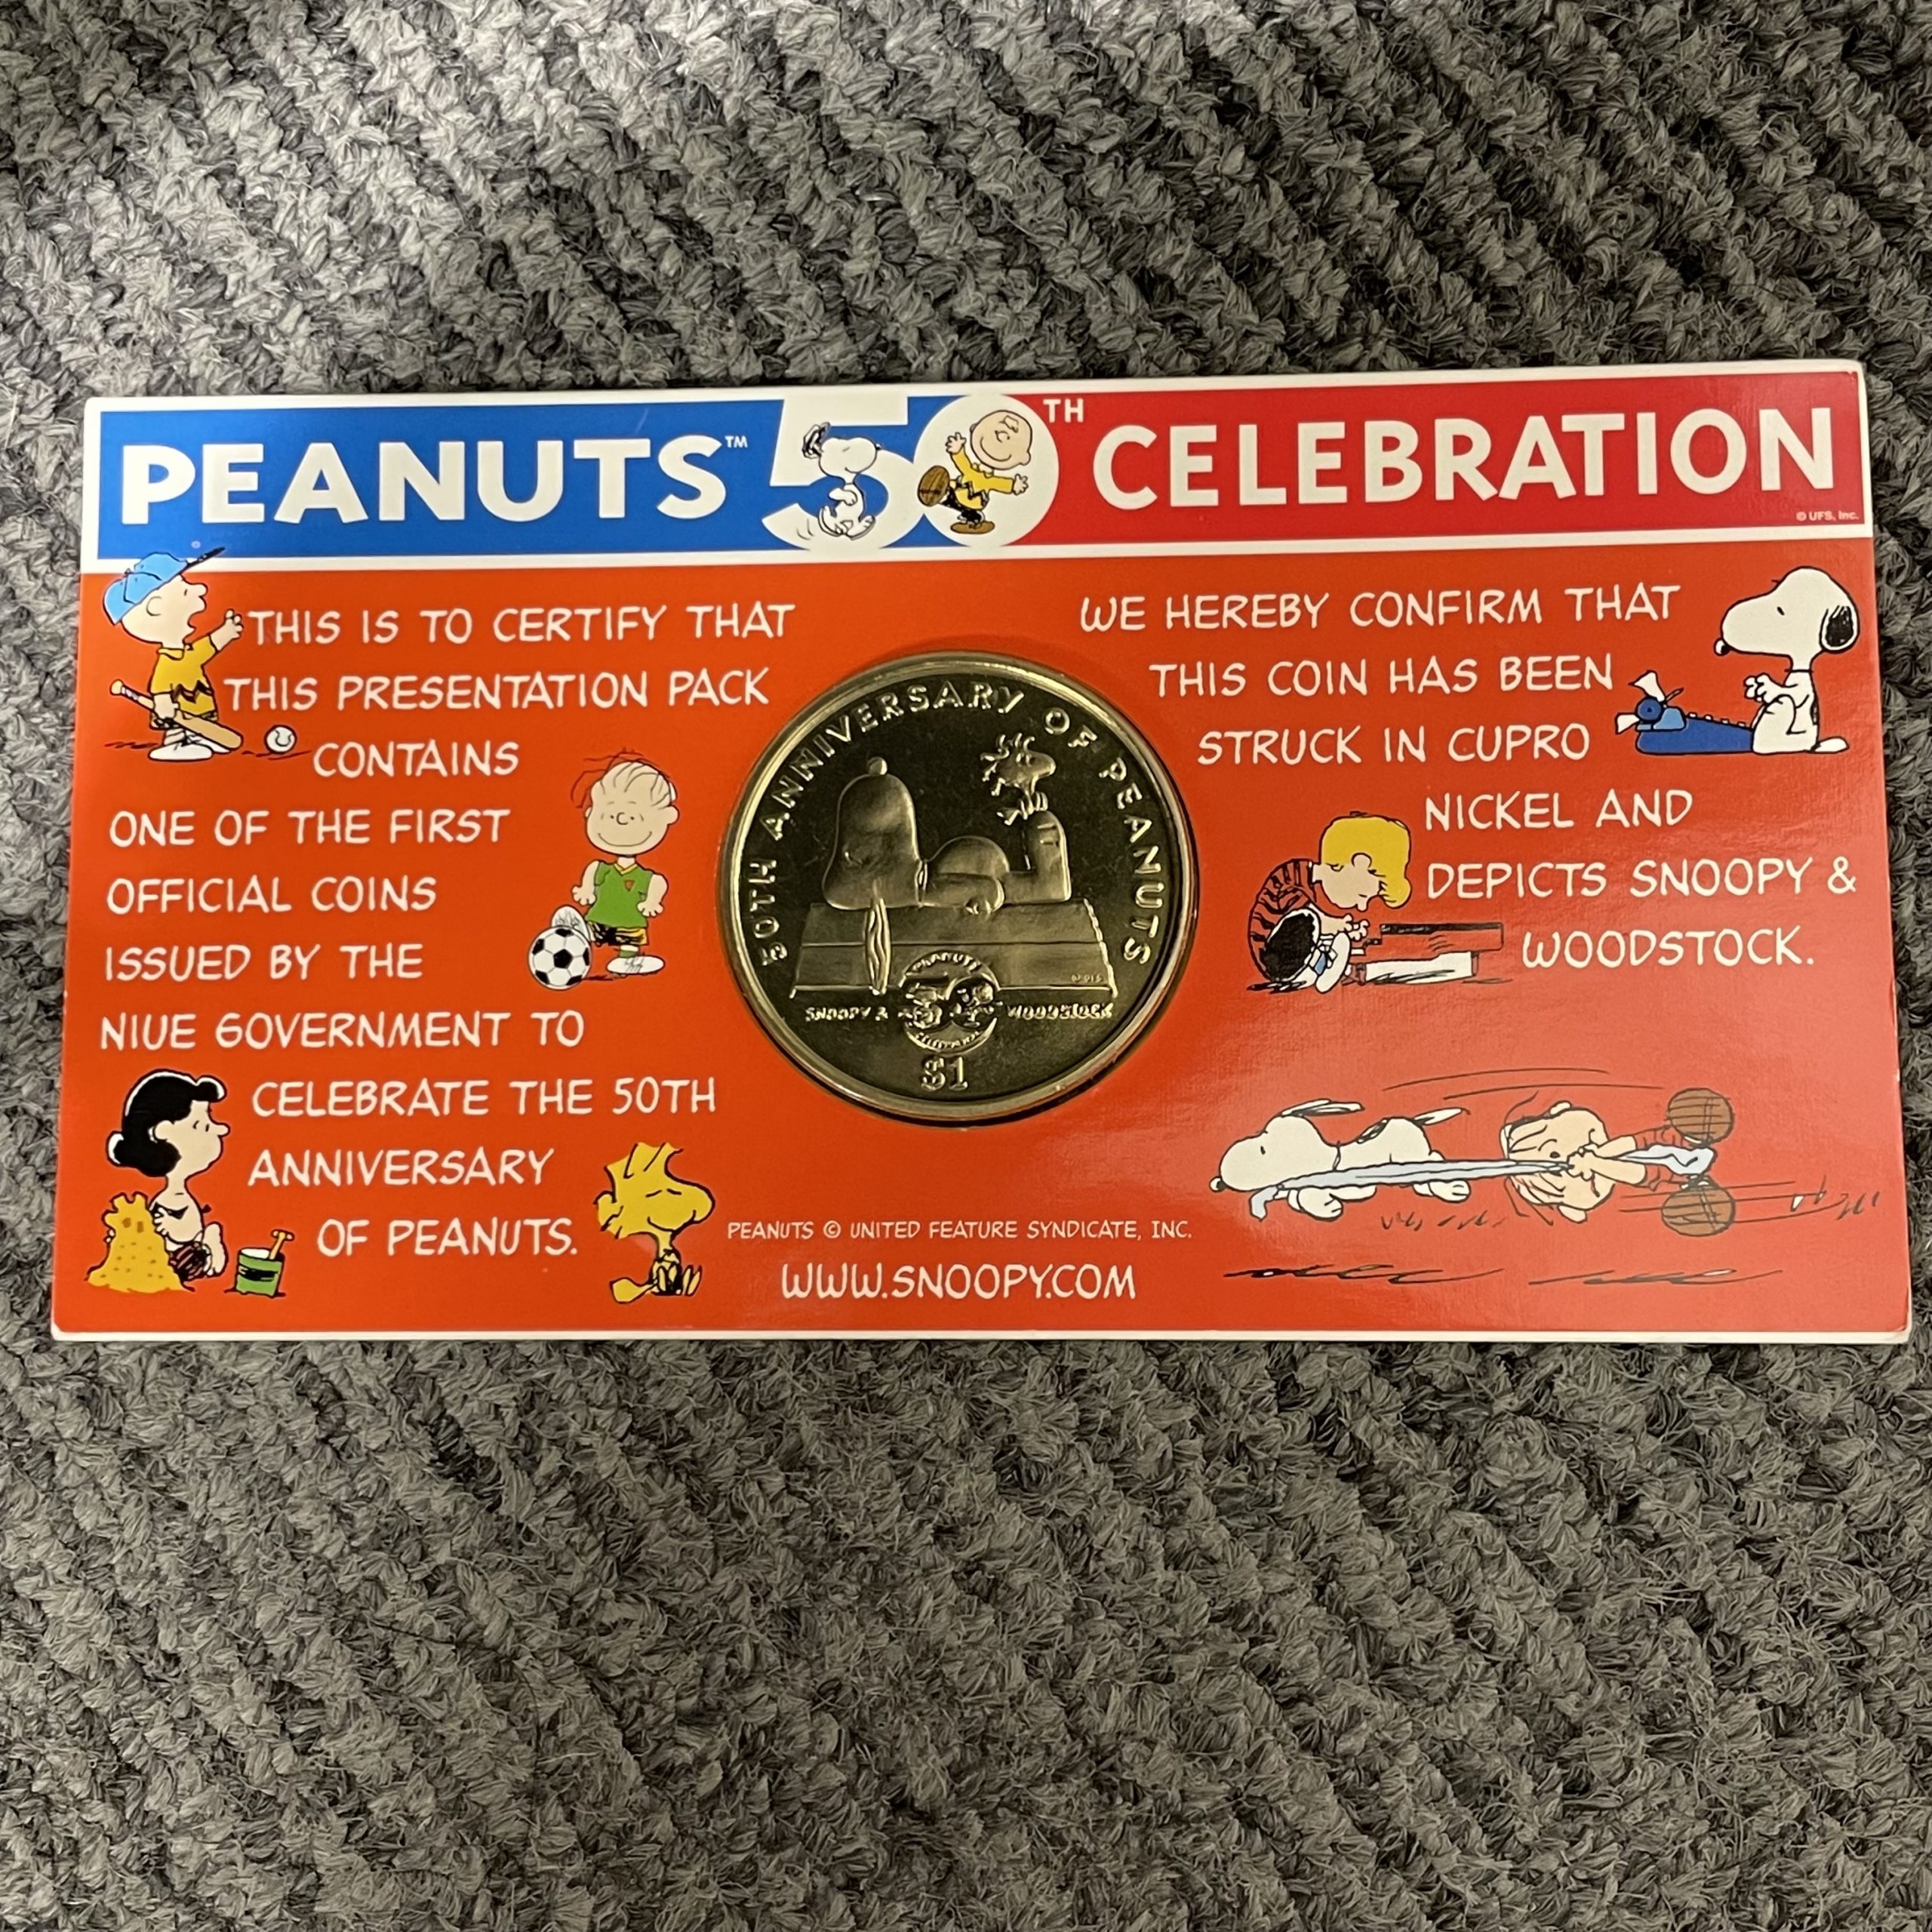 PEANUTS™ 50TH CELEBRATION
© UFS, Inc.
THIS IS TO CERTIFY THAT
THIS PRESENTATION PACK
CONTAINS
ONE OF THE FIRST
OFFICIAL COINS
ISSUED BY THE
NIUE GOVERNMENT TO
CELEBRATE THE 50TH
ANNIVERSARY
OF PEANUTS.
50TH ANNIVERSARY OF PEANUTS
PEANUTS
SNOOPY & WOODSTOCK
$1
WE HEREBY CONFIRM THAT
THIS COIN HAS BEEN
STRUCK IN CUPRO
NICKEL AND
DEPICTS SNOOPY &
WOODSTOCK.
PEANUTS © UNITED FEATURE SYNDICATE, INC.
WWW.SNOOPY.COM